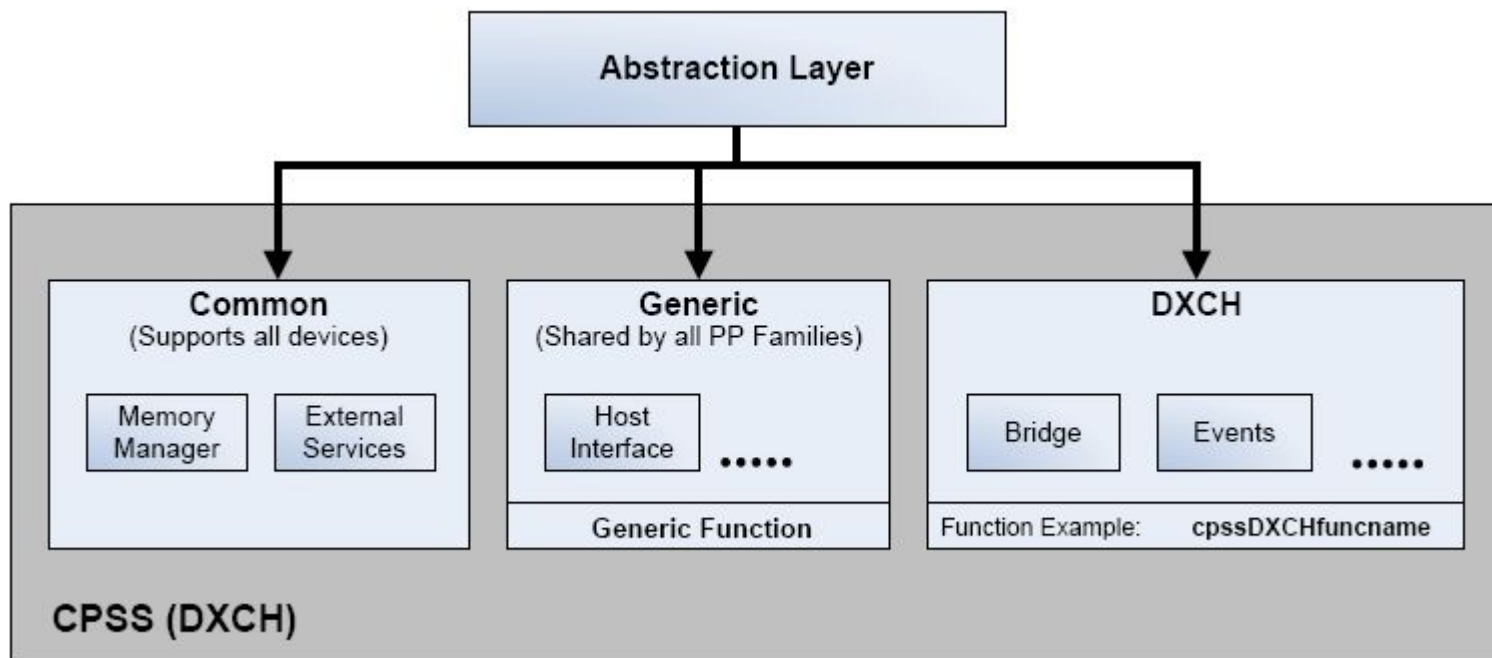 Abstraction Layer
Common
(Supports all devices)
Memory
Manager
External
Services
Generic
(Shared by all PP Families)
Host
Interface
.....
Generic Function
DXCH
Bridge
Events
.....
Function Example: cpssDXCHfuncname
CPSS (DXCH)